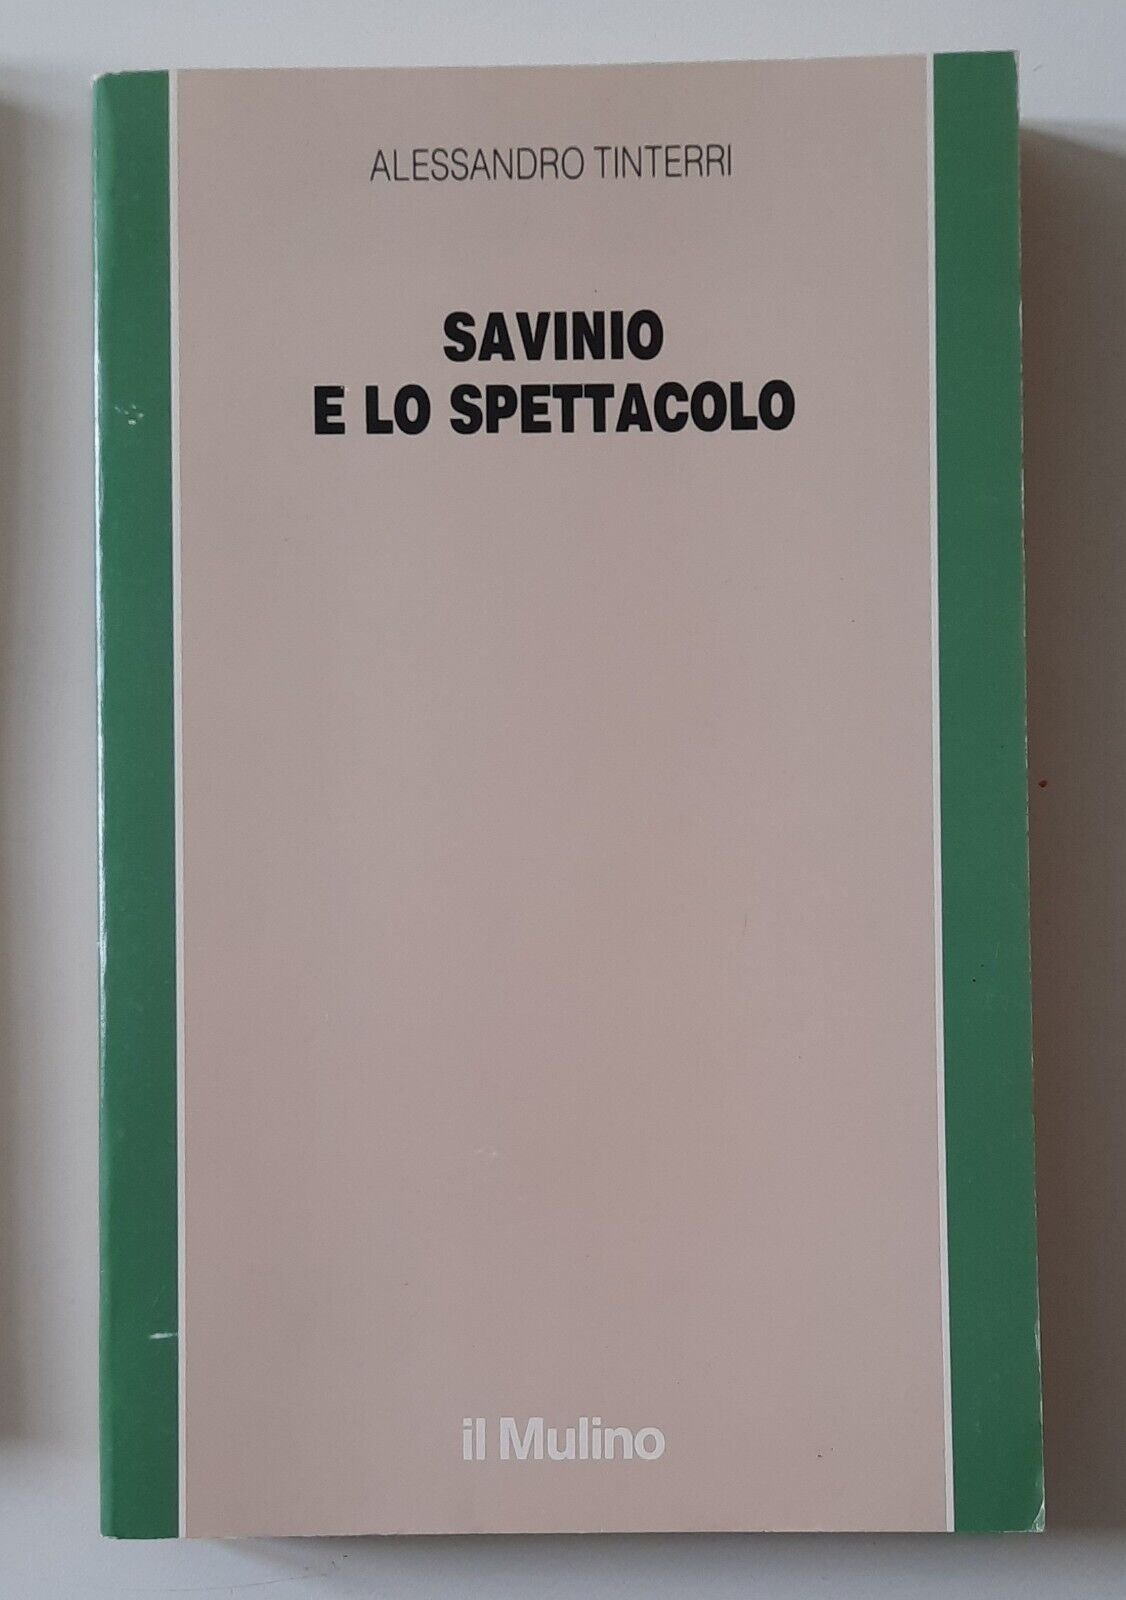 ALESSANDRO TINTERRI
SAVINIO
E LO SPETTACOLO
il Mulino